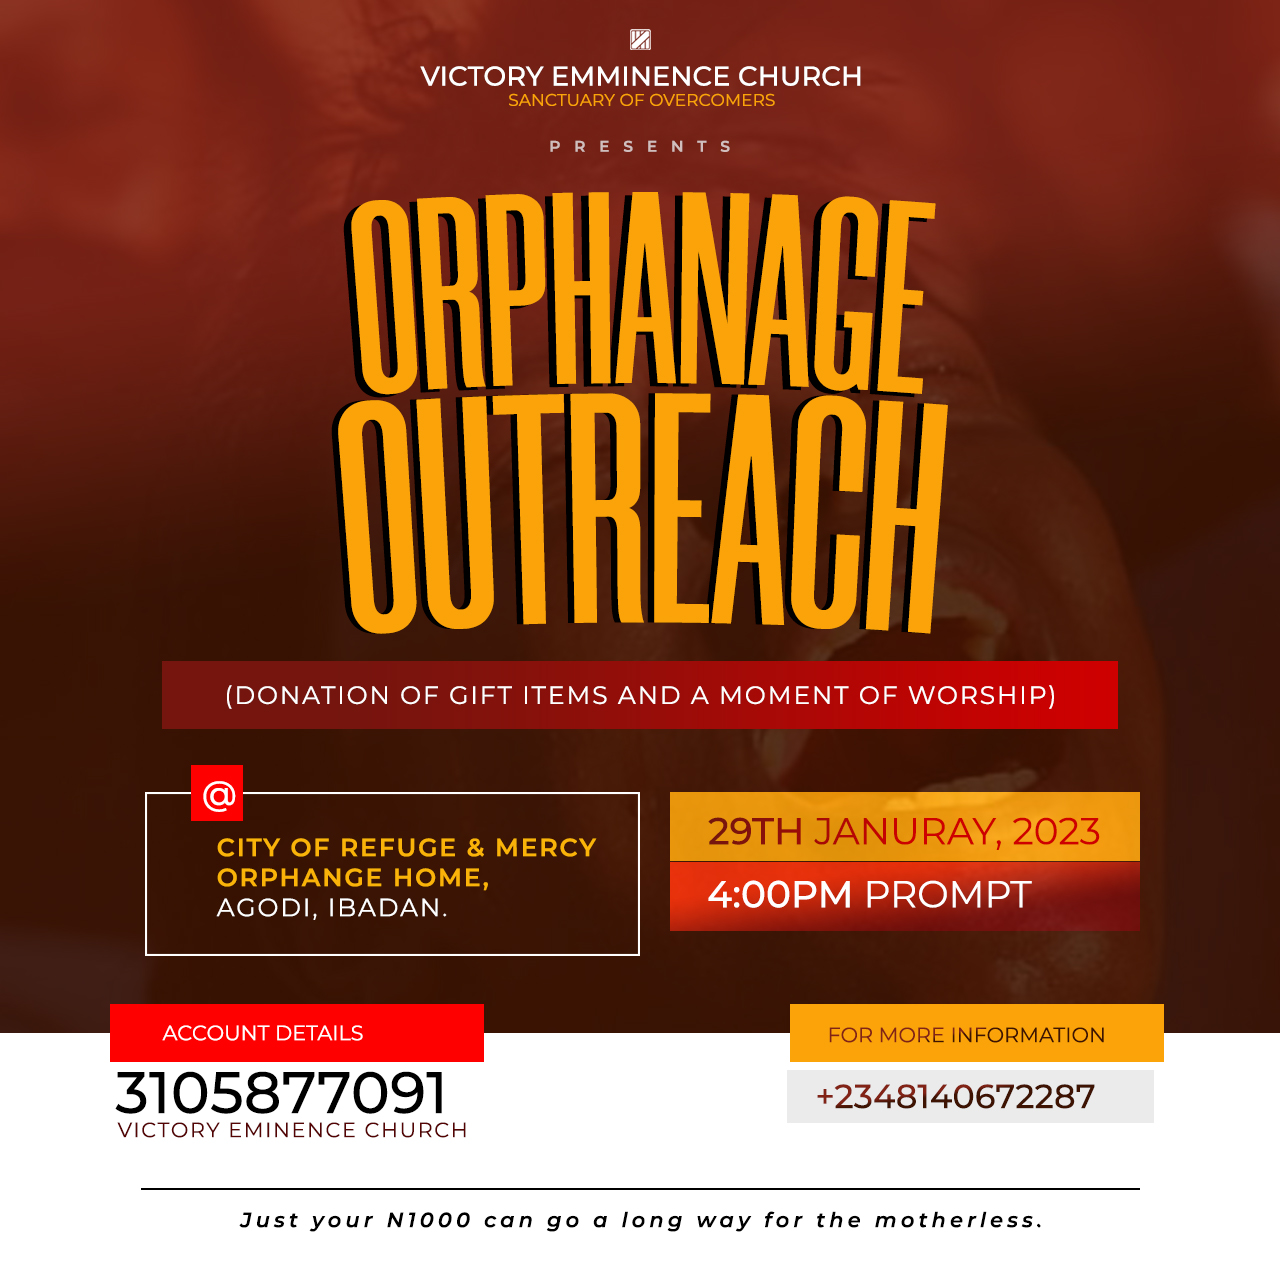 VICTORY EMMINENCE CHURCH
SANCTUARY OF OVERCOMERS
PRESENTS
ORPHANAGE
OUTREACH
(DONATION OF GIFT ITEMS AND A MOMENT OF WORSHIP)
@
CITY OF REFUGE & MERCY
ORPHANGE HOME,
AGODI, IBADAN.
29TH JANURAY, 2023
4:00PM PROMPT
ACCOUNT DETAILS
3105877091
VICTORY EMINENCE CHURCH
FOR MORE INFORMATION
+2348140672287
Just your N1000 can go a long way for the motherless.